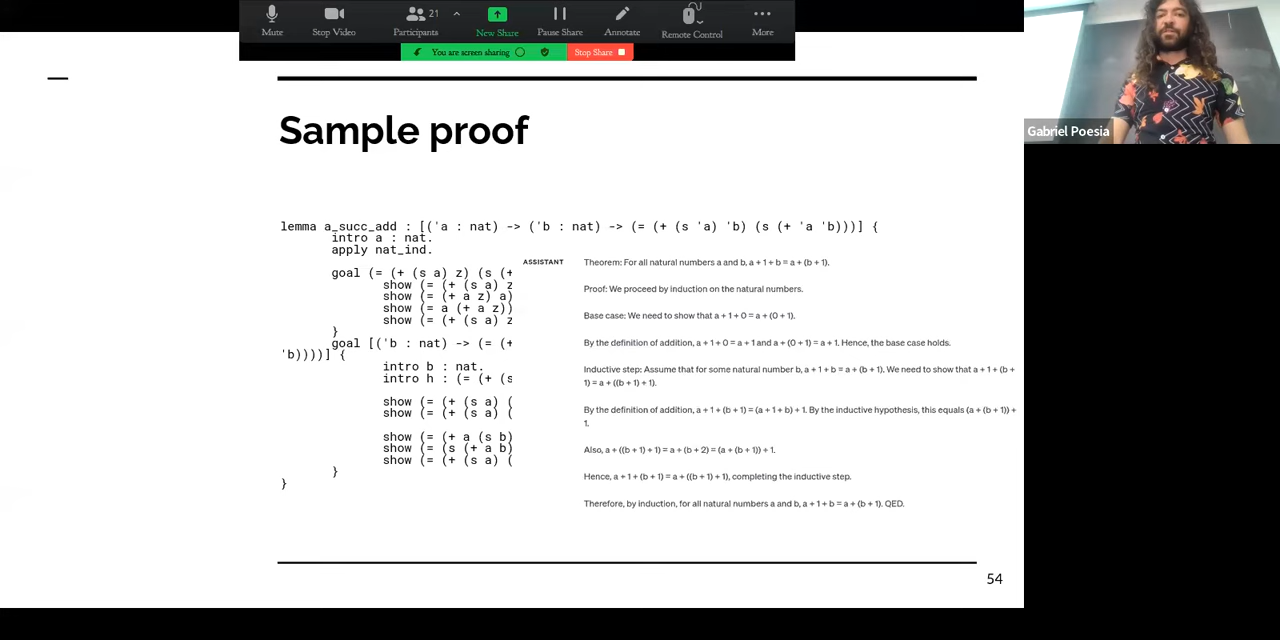 21
Mute
Stop Video
Participants
New Share
Pause Share
Annotate
Remote Control
More
You are screen sharing
Stop Share
Gabriel Poesia
Sample proof
lemma a_succ_add : [('a : nat) -> ('b : nat) -> (= (+ (s 'a) 'b) (s (+ 'a 'b)))] {
intro a : nat.
apply nat_ind.
goal (= (+ (s a) z) (s (+
show (= (+ (s a) z
show (= (+ a z) a)
show (= a (+ a z))
show (= (+ (s a) z
}
goal [('b : nat) -> (= (+
'b))))] {
intro b : nat.
intro h : (= (+ (s
show (= (+ (s a) (
show (= (+ (s a) (
show (= (+ a (s b)
show (= (s (+ a b)
show (= (+ (s a) (
}
}
ASSISTANT
Theorem: For all natural numbers a and b, a + 1 + b = a + (b + 1).
Proof: We proceed by induction on the natural numbers.
Base case: We need to show that a + 1 + 0 = a + (0 + 1).
By the definition of addition, a + 1 + 0 = a + 1 and a + (0 + 1) = a + 1. Hence, the base case holds.
Inductive step: Assume that for some natural number b, a + 1 + b = a + (b + 1). We need to show that a + 1 + (b +
1) = a + ((b + 1) + 1).
By the definition of addition, a + 1 + (b + 1) = (a + 1 + b) + 1. By the inductive hypothesis, this equals (a + (b + 1)) +
1.
Also, a + ((b + 1) + 1) = a + (b + 2) = (a + (b + 1)) + 1.
Hence, a + 1 + (b + 1) = a + ((b + 1) + 1), completing the inductive step.
Therefore, by induction, for all natural numbers a and b, a + 1 + b = a + (b + 1). QED.
54